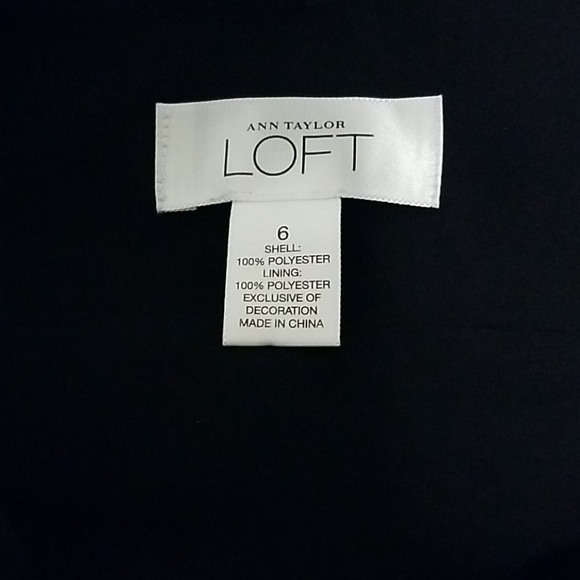 ANN TAYLOR
LOFT
6
SHELL:
100% POLYESTER
LINING:
100% POLYESTER
EXCLUSIVE OF
DECORATION
MADE IN CHINA